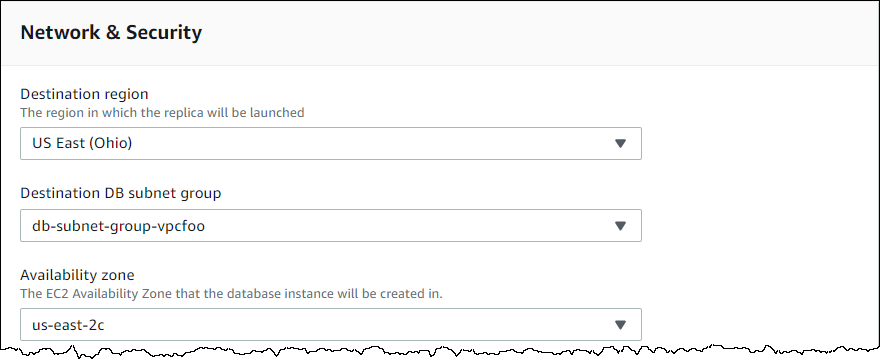 Network & Security
Destination region
The region in which the replica will be launched
US East (Ohio)
Destination DB subnet group
db-subnet-group-vpcfoo
Availability zone
The EC2 Availability Zone that the database instance will be created in.
us-east-2c